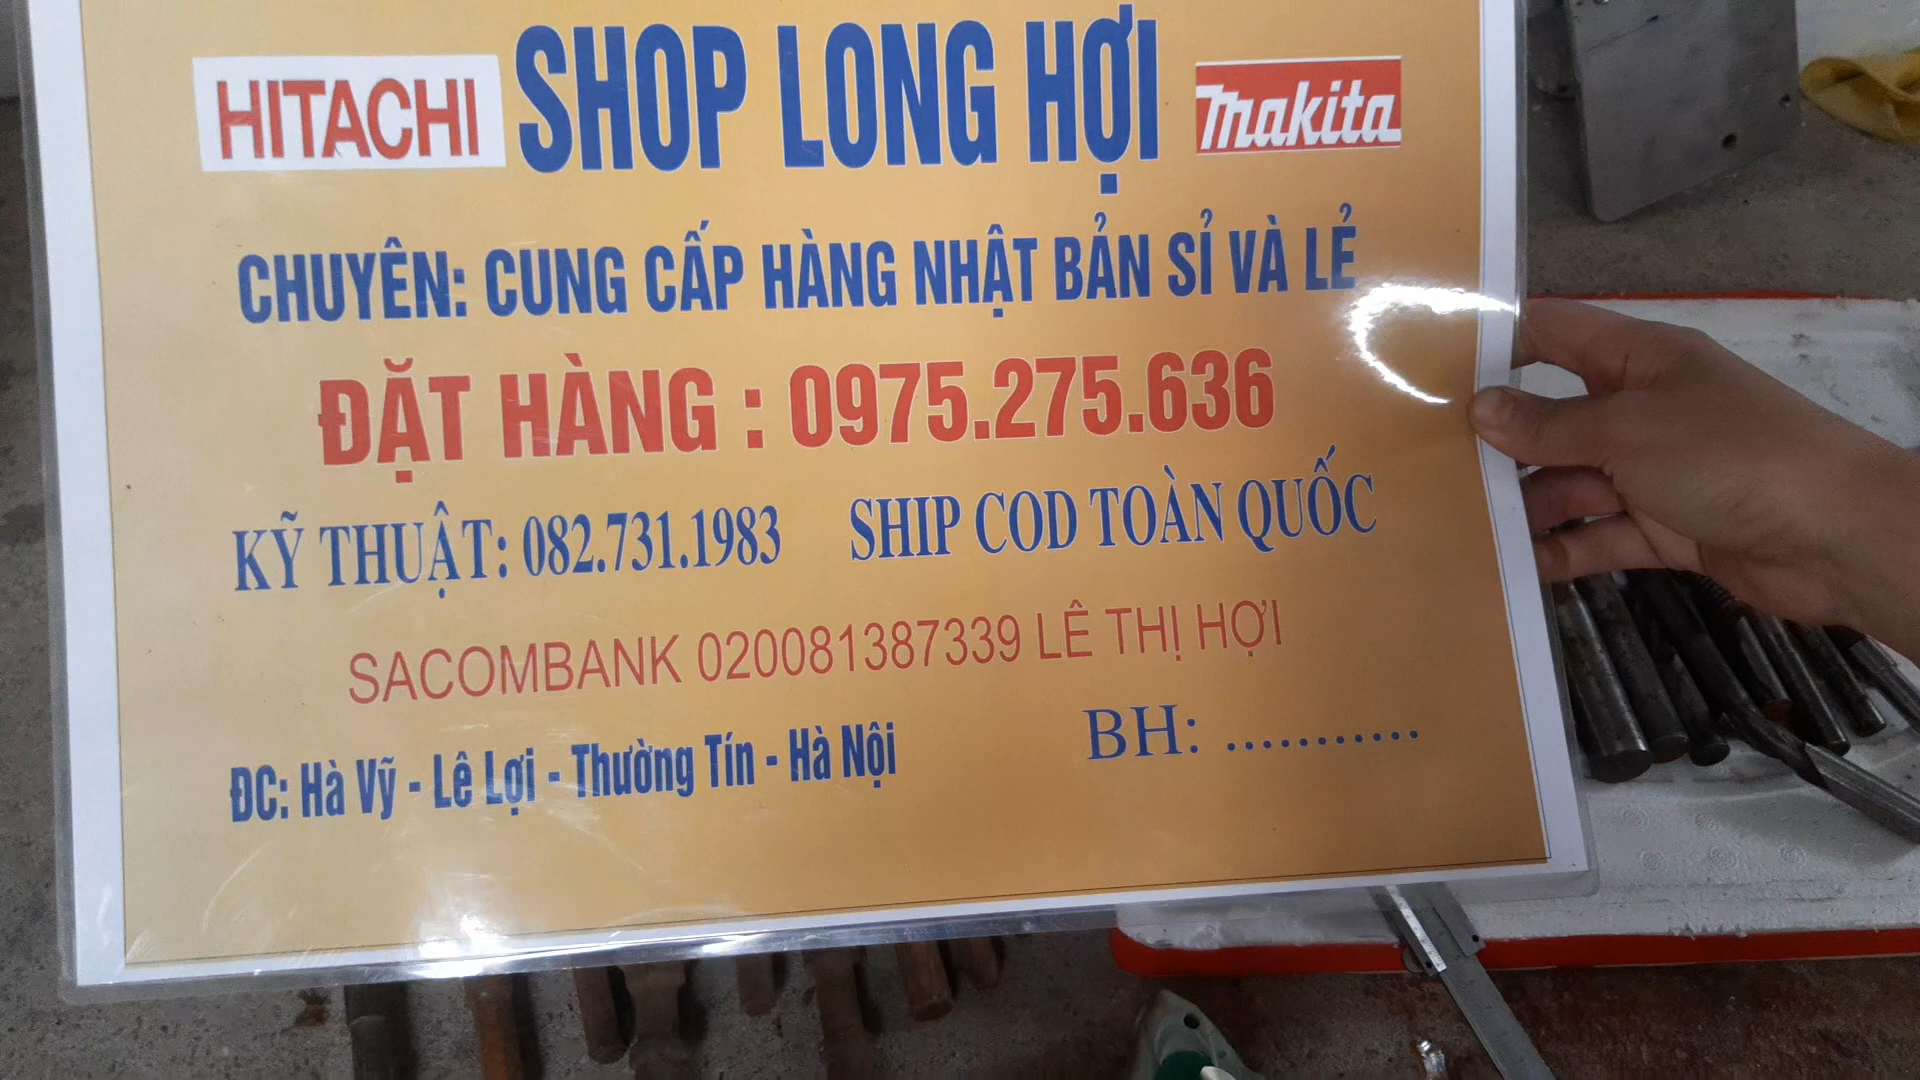 HITACHI SHOP LONG HỢI makita
CHUYÊN: CUNG CẤP HÀNG NHẬT BẢN SỈ VÀ LẺ
ĐẶT HÀNG : 0975.275.636
KỸ THUẬT: 082.731.1983 SHIP COD TOÀN QUỐC
SACOMBANK 020081387339 LÊ THỊ HỢI
ĐC: Hà Vỹ - Lê Lợi - Thường Tín - Hà Nội BH: ............